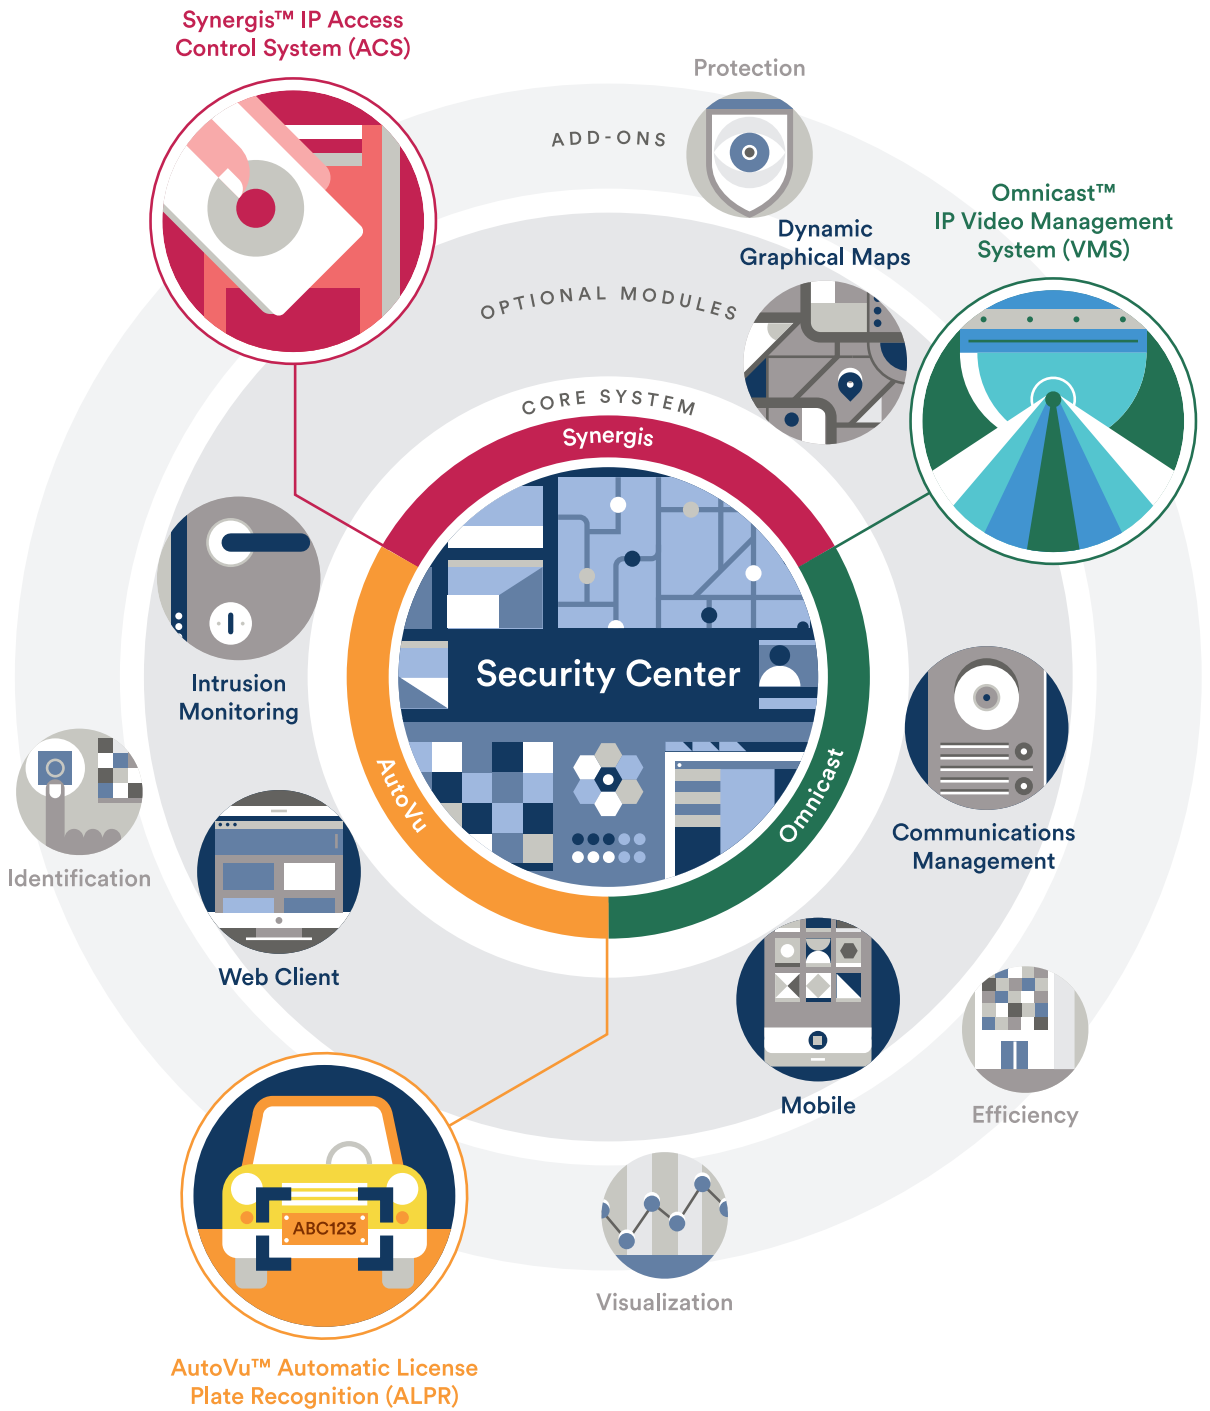 Synergis™ IP Access
Control System (ACS)
Protection
ADD-ONS
Omnicast™
IP Video Management
System (VMS)
Dynamic
Graphical Maps
OPTIONAL MODULES
CORE SYSTEM
Synergis
Security Center
Intrusion
Monitoring
AutoVu
Omnicast
Communications
Management
Identification
Web Client
Mobile
Efficiency
ABC123
Visualization
AutoVu™ Automatic License
Plate Recognition (ALPR)